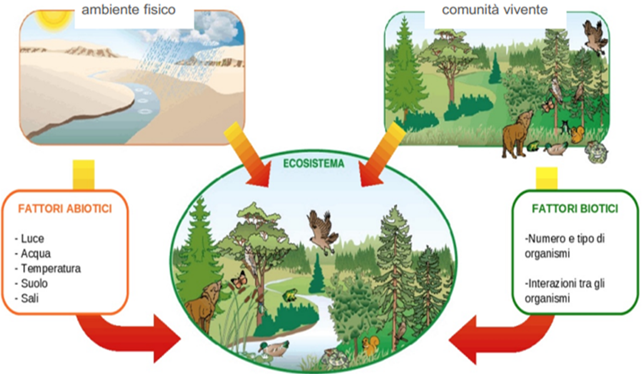 ambiente fisico
comunità vivente
ECOSISTEMA
FATTORI ABIOTICI
- Luce
- Acqua
- Temperatura
- Suolo
- Sali
FATTORI BIOTICI
-Numero e tipo di
organismi
-Interazioni tra gli
organismi